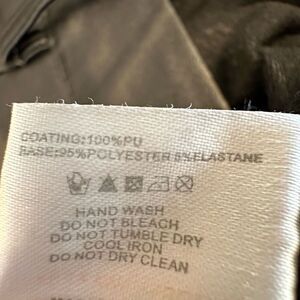 COATING:100%PU
BASE:95%POLYESTER 5%ELASTANE
HAND WASH
DO NOT BLEACH
DO NOT TUMBLE DRY
COOL IRON
DO NOT DRY CLEAN